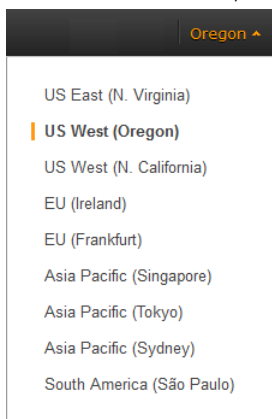 Oregon
US East (N. Virginia)
US West (Oregon)
US West (N. California)
EU (Ireland)
EU (Frankfurt)
Asia Pacific (Singapore)
Asia Pacific (Tokyo)
Asia Pacific (Sydney)
South America (São Paulo)